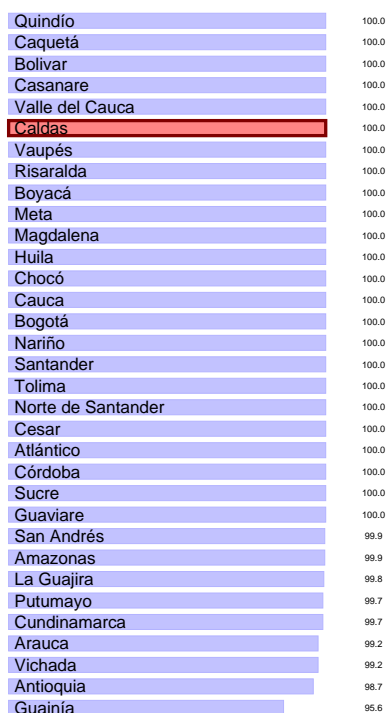 Quindío 100.0
Caquetá 100.0
Bolivar 100.0
Casanare 100.0
Valle del Cauca 100.0
Caldas 100.0
Vaupés 100.0
Risaralda 100.0
Boyacá 100.0
Meta 100.0
Magdalena 100.0
Huila 100.0
Chocó 100.0
Cauca 100.0
Bogotá 100.0
Nariño 100.0
Santander 100.0
Tolima 100.0
Norte de Santander 100.0
Cesar 100.0
Atlántico 100.0
Córdoba 100.0
Sucre 100.0
Guaviare 100.0
San Andrés 99.9
Amazonas 99.9
La Guajira 99.8
Putumayo 99.7
Cundinamarca 99.7
Arauca 99.2
Vichada 99.2
Antioquia 98.7
Guainía 95.6